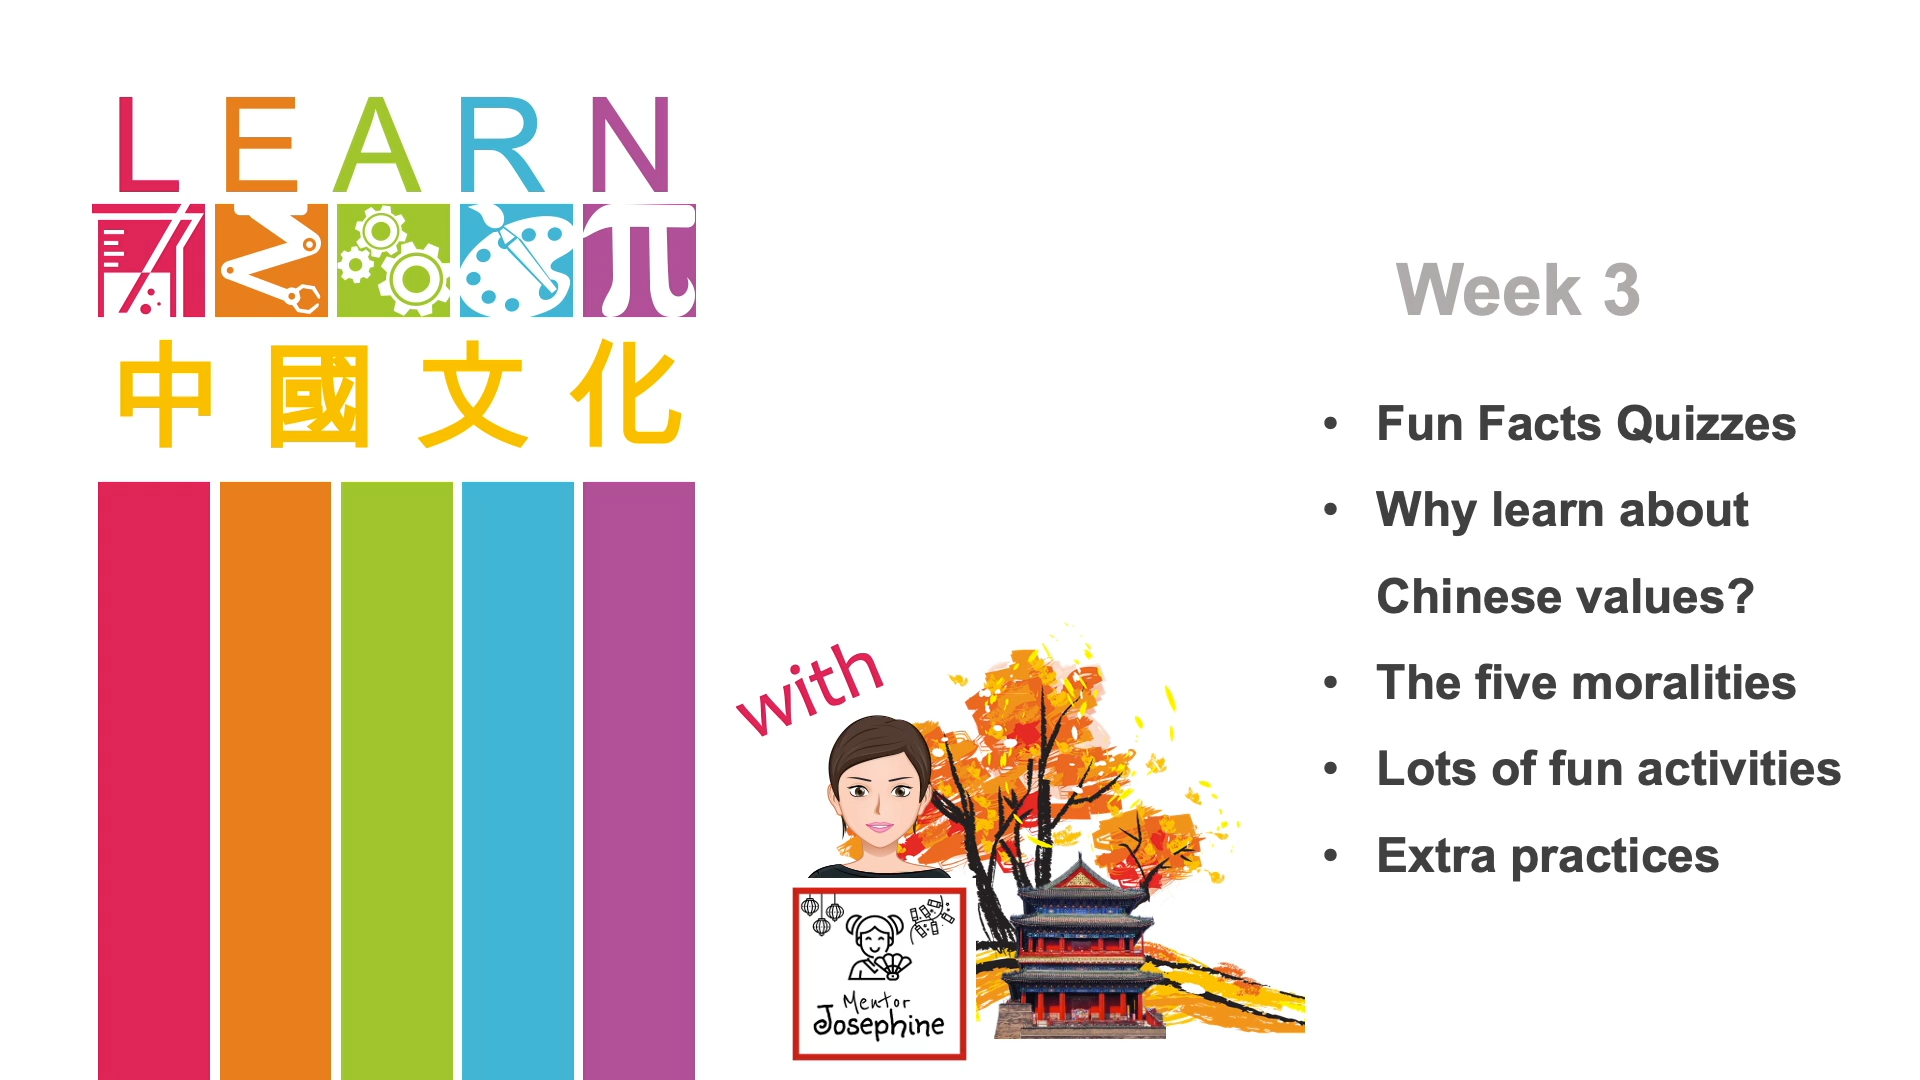 LEARN
π
中國文化
with
Mentor
Josephine
Week 3
• Fun Facts Quizzes
• Why learn about
Chinese values?
• The five moralities
• Lots of fun activities
• Extra practices